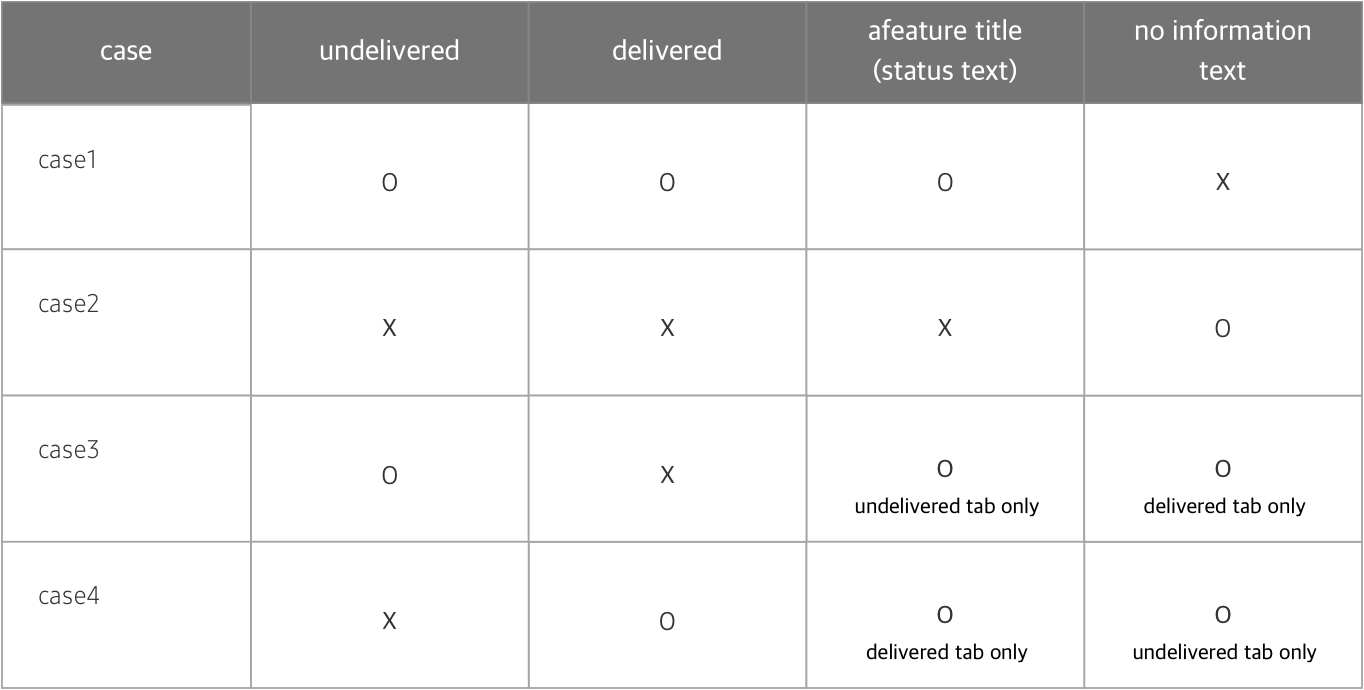 case
undelivered
delivered
afeature title
(status text)
no information
text
case1
O
O
O
X
case2
X
X
X
O
case3
O
X
O
undelivered tab only
O
delivered tab only
case4
X
O
O
delivered tab only
O
undelivered tab only